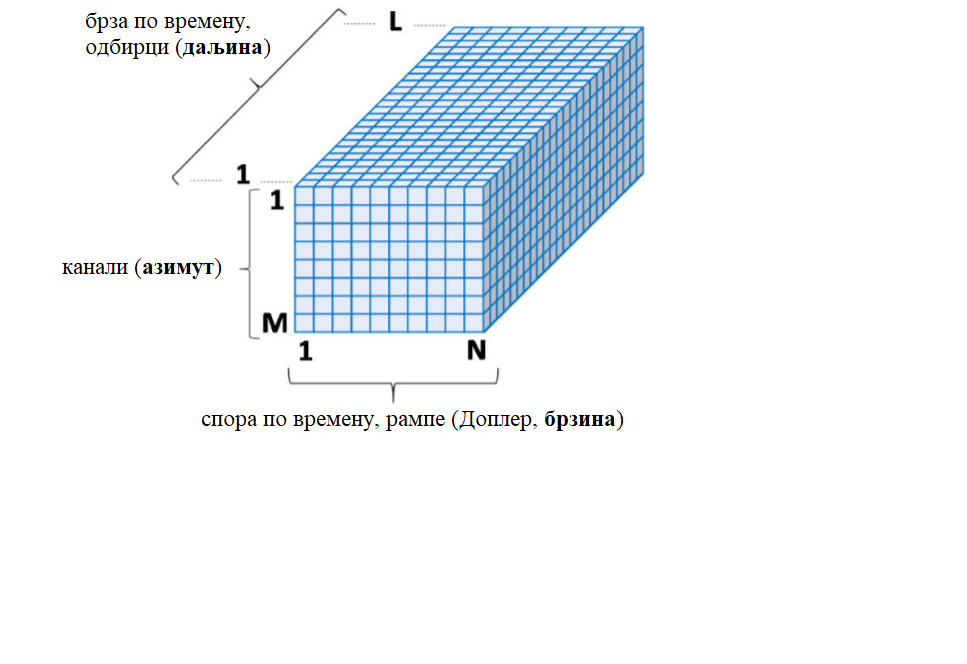 брза по времену,
одбирци (даљина)
L
1
1
канали (азимут)
M
1
N
спора по времену, рампе (Доплер, брзина)